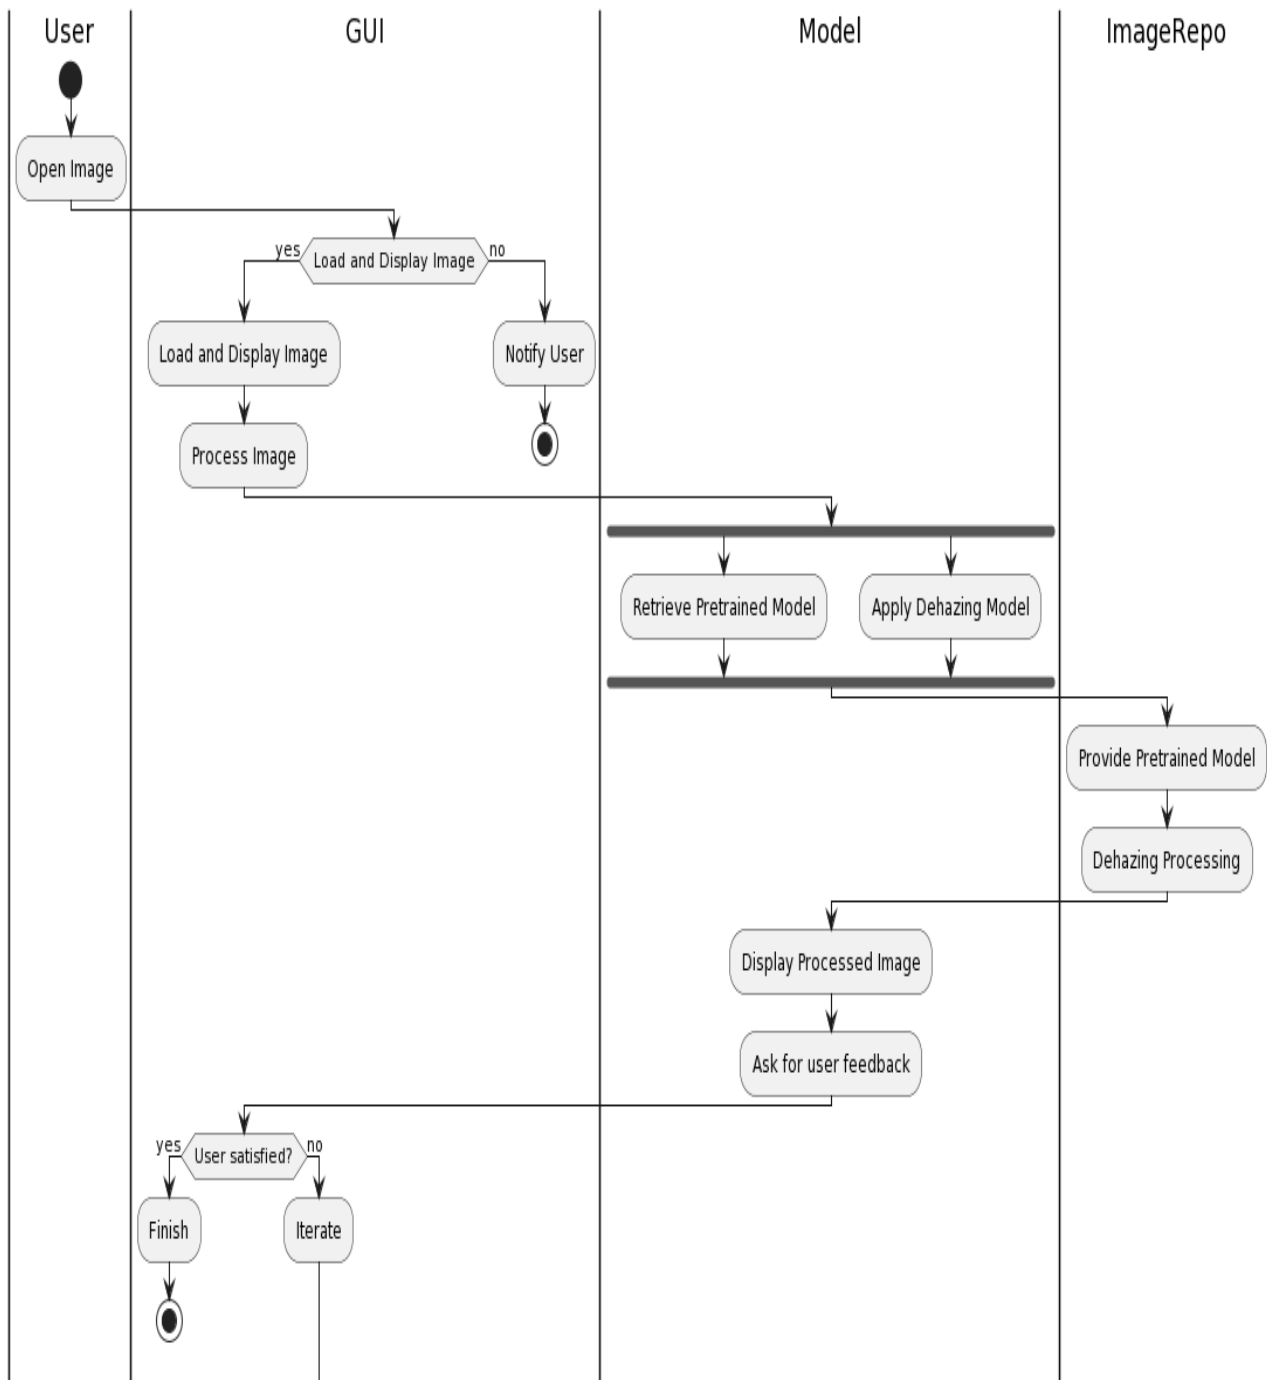 User
GUI
Model
ImageRepo
Open Image
yes
Load and Display Image
no
Load and Display Image
Notify User
Process Image
Retrieve Pretrained Model
Apply Dehazing Model
Provide Pretrained Model
Dehazing Processing
Display Processed Image
Ask for user feedback
yes
User satisfied?
no
Finish
Iterate